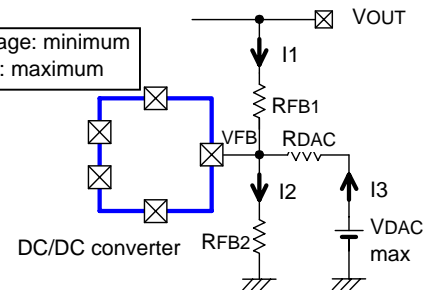 VOUT
age: minimum
: maximum
I1
RFB1
VFB
RDAC
I2
I3
RFB2
VDAC
max
DC/DC converter